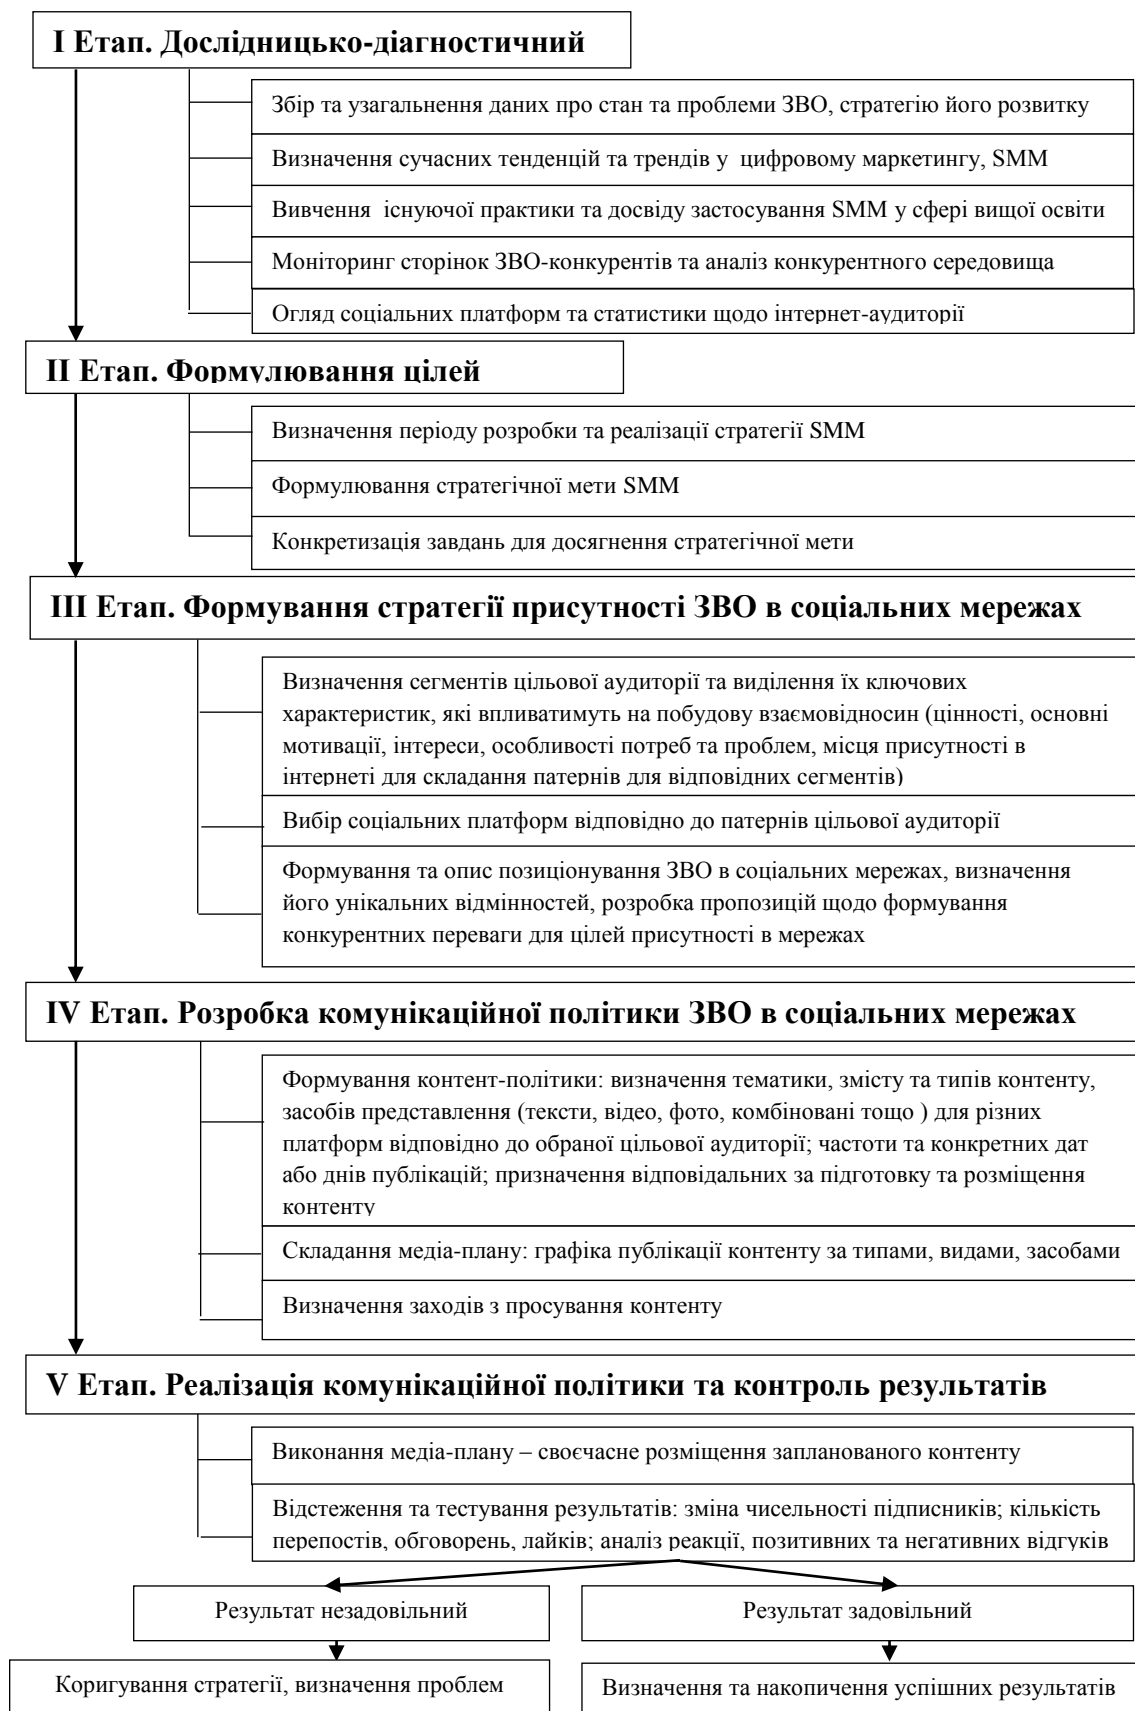 І Етап. Дослідницько-діагностичний
Збір та узагальнення даних про стан та проблеми ЗВО, стратегію його розвитку
Визначення сучасних тенденцій та трендів у цифровому маркетингу, SMM
Вивчення існуючої практики та досвіду застосування SMM у сфері вищої освіти
Моніторинг сторінок ЗВО-конкурентів та аналіз конкурентного середовища
Огляд соціальних платформ та статистики щодо інтернет-аудиторії
ІІ Етап. Формулювання цілей
Визначення періоду розробки та реалізації стратегії SMM
Формулювання стратегічної мети SMM
Конкретизація завдань для досягнення стратегічної мети
ІІІ Етап. Формування стратегії присутності ЗВО в соціальних мережах
Визначення сегментів цільової аудиторії та виділення їх ключових
характеристик, які впливатимуть на побудову взаємовідносин (цінності, основні
мотивації, інтереси, особливості потреб та проблем, місця присутності в
інтернеті для складання патернів для відповідних сегментів)
Вибір соціальних платформ відповідно до патернів цільової аудиторії
Формування та опис позиціонування ЗВО в соціальних мережах, визначення
його унікальних відмінностей, розробка пропозицій щодо формування
конкурентних переваги для цілей присутності в мережах
IV Етап. Розробка комунікаційної політики ЗВО в соціальних мережах
Формування контент-політики: визначення тематики, змісту та типів контенту,
засобів представлення (тексти, відео, фото, комбіновані тощо ) для різних
платформ відповідно до обраної цільової аудиторії; частоти та конкретних дат
або днів публікацій; призначення відповідальних за підготовку та розміщення
контенту
Складання медіа-плану: графіка публікації контенту за типами, видами, засобами
Визначення заходів з просування контенту
V Етап. Реалізація комунікаційної політики та контроль результатів
Виконання медіа-плану – своєчасне розміщення запланованого контенту
Відстеження та тестування результатів: зміна чисельності підписників; кількість
перепостів, обговорень, лайків; аналіз реакції, позитивних та негативних відгуків
Результат незадовільний
Результат задовільний
Коригування стратегії, визначення проблем
Визначення та накопичення успішних результатів